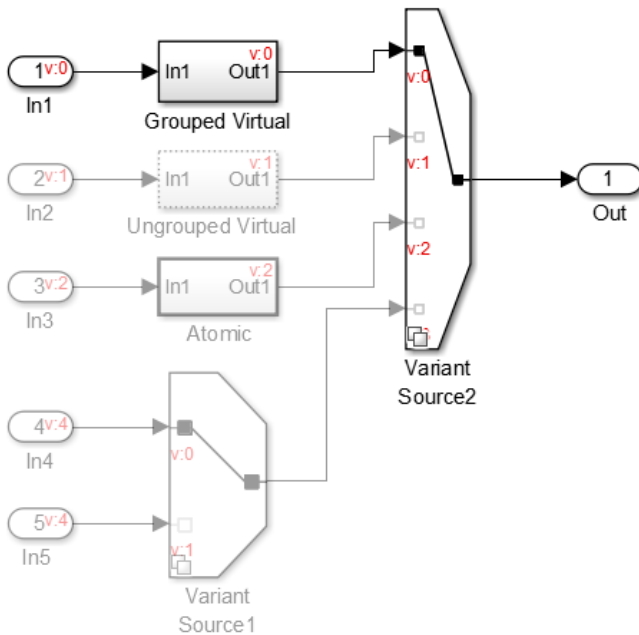 v:0
1 v:0
In1 Out1
In1
Grouped Virtual
v:0
v:1
2 v:1
In1 Out1
In2
Ungrouped Virtual
v:1
v:2
3 v:2
In1 Out1
In3
Atomic
v:2
1
Out
Variant
Source2
4 v:4
In4
v:0
5 v:4
In5
v:1
Variant
Source1